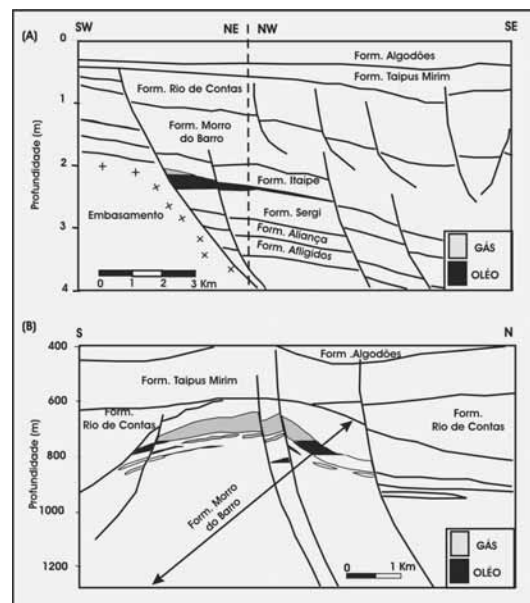 (A)
SW NE NW SE
0
Form. Algodões
Form. Taipus Mirim
Form. Rio de Contas
1
Form. Morro
do Barro
2
Form. Itaípe
Embasamento
Form. Sergi
3
Form. Aliança
Form. Afligidos
GÁS
OLÉO
0 1 2 3 Km
4
Profundidade (m)
(B)
S N
400
Form .Algodões
Form. Taipus Mirim
600
Form.
Rio de Contas
Form.
Rio de Contas
800
1000
Form. Morro
do Barro
GÁS
OLÉO
0 1 Km
1200
Profundidade (m)